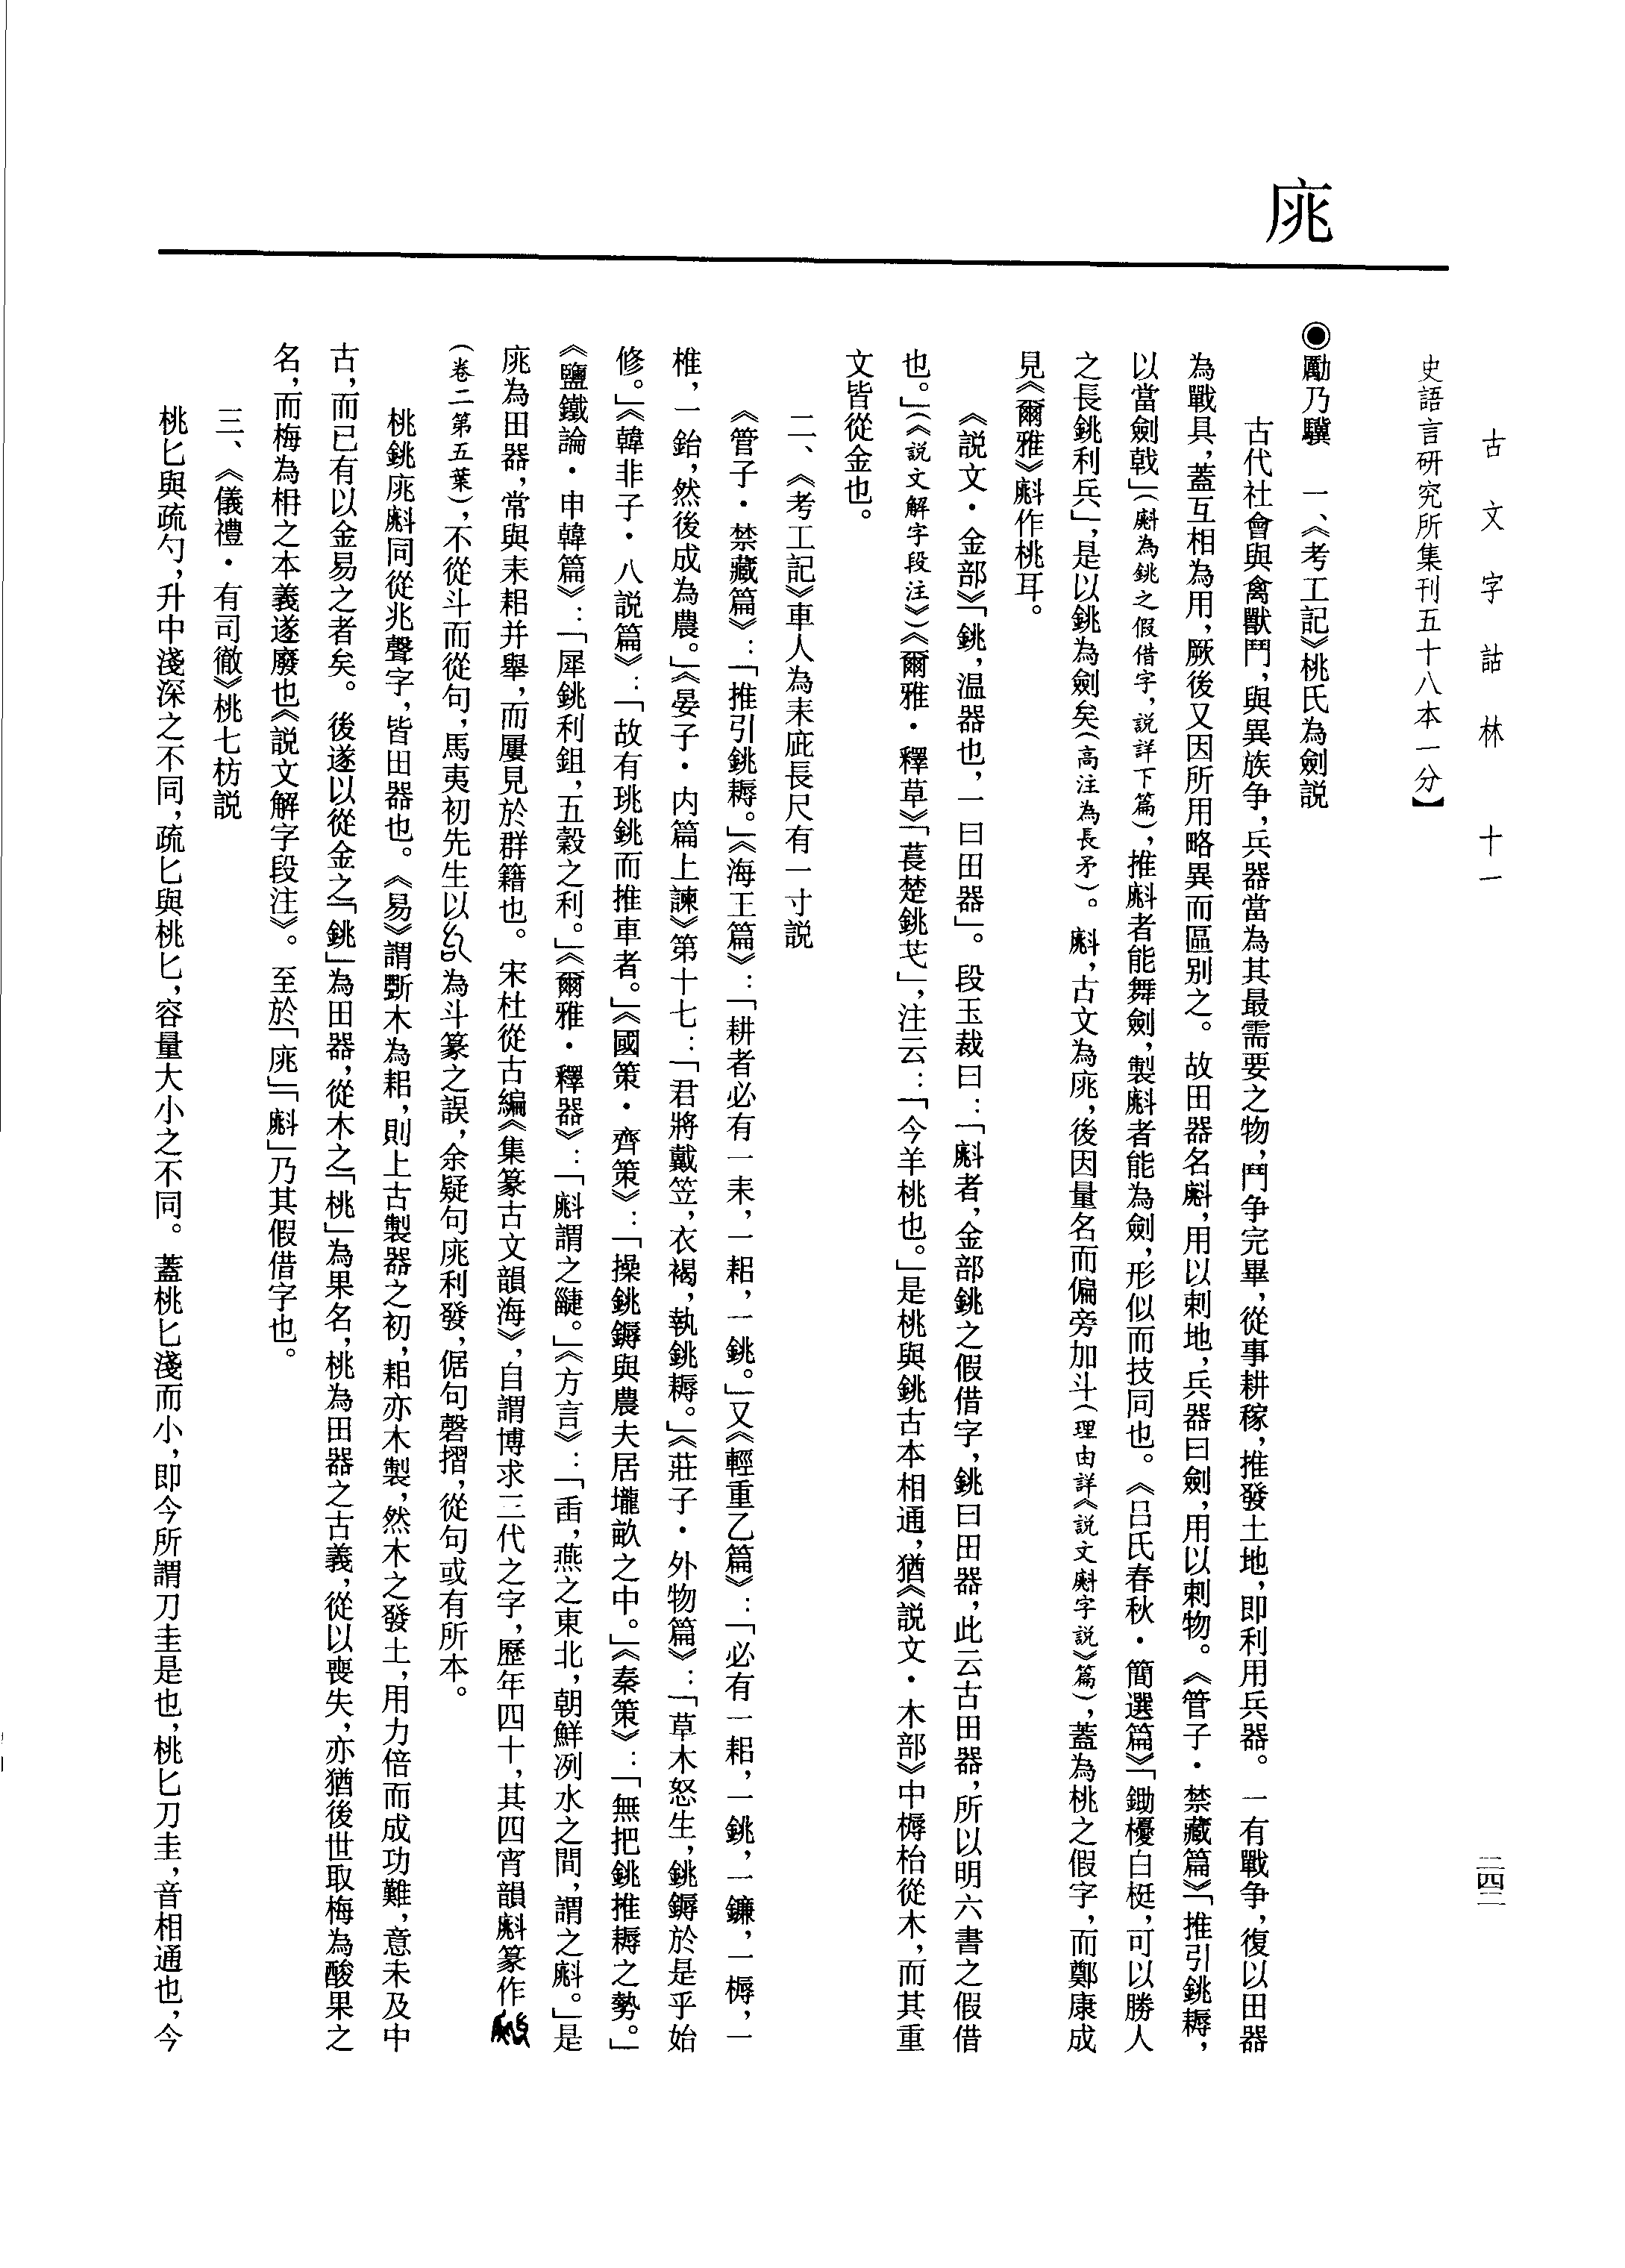 古文字詁林　十一
二四二
庣
史語言研究所集刊五十八本一分】
◉勵乃驥　一、《考工記》桃氏為劍説
古代社會與禽獸鬥，與異族争，兵器當為其最需要之物，鬥争完畢，從事耕稼，推發土地，即利用兵器。一有戰争，復以田器
為戰具，蓋互相為用，厥後又因所用略異而區别之。故田器名㪣，用以刺地，兵器曰劍，用以刺物。《管子·禁藏篇》「推引銚耨，
以當劍戟」（㪣為銚之假借字，説詳下篇），推㪣者能舞劍，製㪣者能為劍，形似而技同也。《吕氏春秋·簡選篇》「鋤櫌白梃，可以勝人
之長銚利兵」，是以銚為劍矣（高注為長矛）。㪣，古文為庣，後因量名而偏旁加斗（理由詳《説文㪣字説》篇），蓋為桃之假字，而鄭康成
見《爾雅》㪣作桃耳。
《説文·金部》「銚，温器也，一曰田器」。段玉裁曰：「㪣者，金部銚之假借字，銚曰田器，此云古田器，所以明六書之假借
也。」（《説文解字段注》）《爾雅·釋草》「萇楚銚芅」，注云：「今羊桃也。」是桃與銚古本相通，猶《説文·木部》中槈枱從木，而其重
文皆從金也。
二、《考工記》車人為耒庇長尺有一寸説
《管子·禁藏篇》：「推引銚耨。」《海王篇》：「耕者必有一耒，一耜，一銚。」又《輕重乙篇》：「必有一耜，一銚，一鐮，一槈，一
椎，一銍，然後成為農。」《晏子·内篇上諫》第十七：「君將戴笠，衣褐，執銚耨。」《莊子·外物篇》：「草木怒生，銚鎒於是乎始
修。」《韓非子·八説篇》：「故有珧銚而推車者。」《國策·齊策》：「操銚鎒與農夫居壠畝之中。」《秦策》：「無把銚推耨之勢。」
《鹽鐵論·申韓篇》：「犀銚利鉏，五穀之利。」《爾雅·釋器》：「㪣謂之疀。」《方言》：「臿，燕之東北，朝鮮洌水之間，謂之㪣。」是
庣為田器，常與耒耜并舉，而屢見於群籍也。宋杜從古編《集篆古文韻海》，自謂博求三代之字，歷年四十，其四宵韻㪣篆作
（卷二第五葉），不從斗而從句，馬夷初先生以為斗篆之誤，余疑句庣利發，倨句磬摺，從句或有所本。
桃銚庣㪣同從兆聲字，皆田器也。《易》謂斲木為耜，則上古製器之初，耜亦木製，然木之發土，用力倍而成功難，意未及中
古，而已有以金易之者矣。後遂以從金之「銚」為田器，從木之「桃」為果名，桃為田器之古義，從以喪失，亦猶後世取梅為酸果之
名，而梅為枏之本義遂廢也《説文解字段注》。至於「庣」「㪣」乃其假借字也。
三、《儀禮·有司徹》桃匕枋説
桃匕與疏勺，升中淺深之不同，疏匕與桃匕，容量大小之不同。蓋桃匕淺而小，即今所謂刀圭是也，桃匕刀圭，音相通也，今